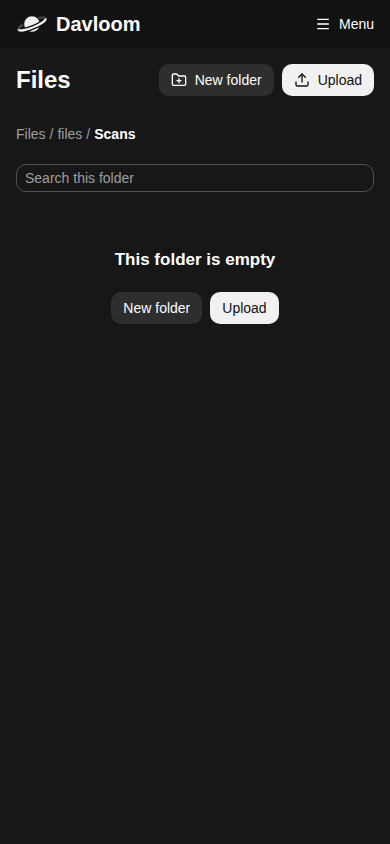 Davloom
Menu
Files
New folder
Upload
Files / files / Scans
Search this folder
This folder is empty
New folder
Upload